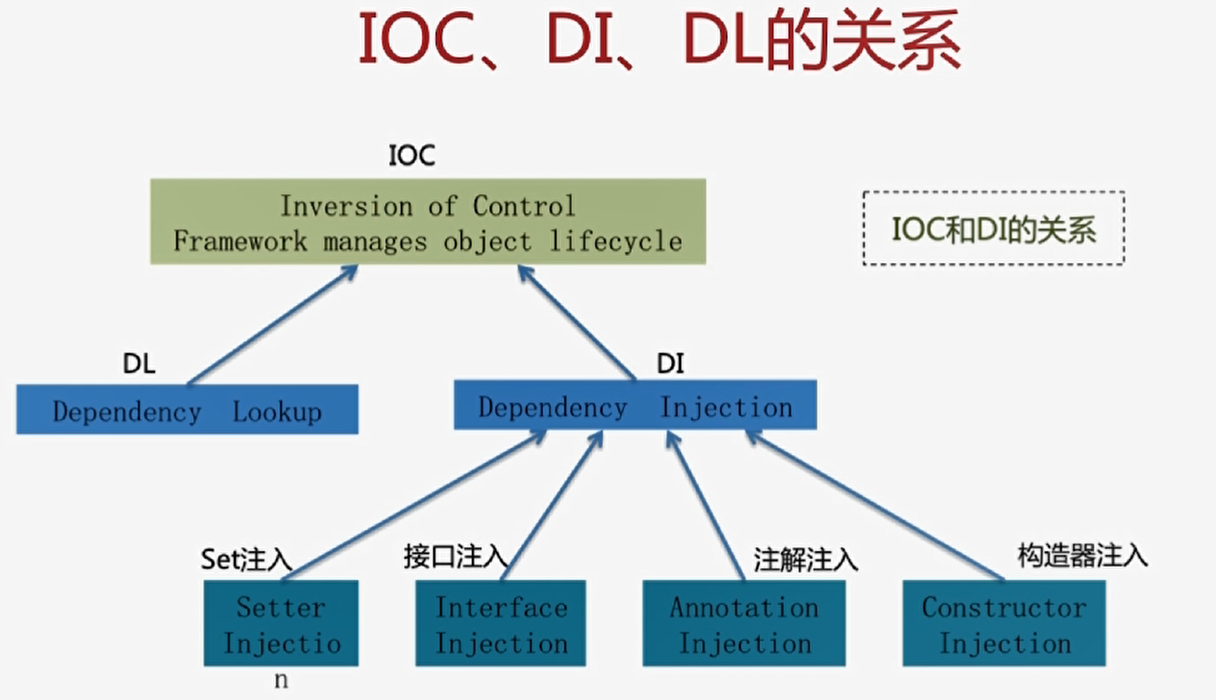 IOC、DI、DL的关系
IOC
Inversion of Control
Framework manages object lifecycle
IOC和DI的关系
DL
Dependency Lookup
DI
Dependency Injection
Set注入
Setter
Injectio
n
接口注入
Interface
Injection
注解注入
Annotation
Injection
构造器注入
Constructor
Injection